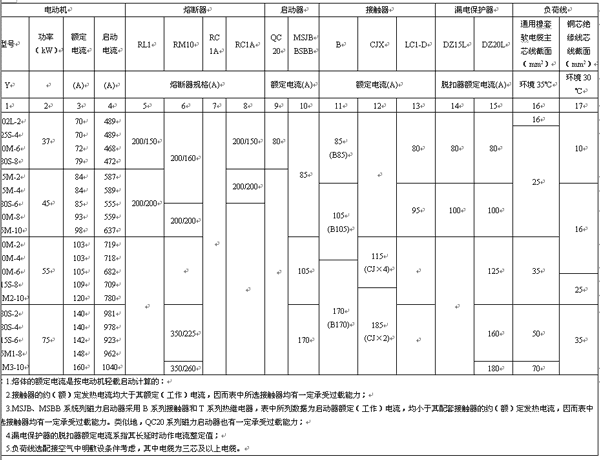 电动机 熔断器 启动器 接触器 漏电保护器 负荷线
型号 功率（kW） 额定电流 启动电流 RL1 RM10 RC1A RC1A QC20 MSJB BSBB B CJX LC1-D DZ15L DZ20L 通用橡套软电缆主芯线截面（mm²） 铜芯绝缘线芯线截面（mm²）
Y (A) (A) 熔断器规格(A) 额定电流(A) 额定电流(A) 脱扣器额定电流(A) 环境 35℃ 环境 30℃
1 2 3 4 5 6 7 8 9 10 11 12 13 14 15 16 17
02L-2 37 70 489 200/150 200/160 200/150 80 85 85 (B85) 80 80 80 16 10
25S-4 70 489 25
0M-6 72 468
80S-8 79 472
5M-2 45 84 587 200/200 200/200 95 100 100 16
5M-4 84 589
80S-6 85 555 105 (B105)
0M-8 93 559 200/200
5M-10 98 637
0M-2 55 103 719 105 115 (CJ×4) 125 35
0M-4 103 718
0M-6 105 682
15S-8 109 709 170 (B170) 25
M2-10 120 780
80S-2 75 140 981 350/225 170 185 (CJ×2) 160 50 35
80S-4 140 978
15S-6 142 923
5M1-8 148 962
M3-10 160 1040 350/260 180 70
1.熔体的额定电流是按电动机轻载启动计算的；
2.接触器的约（额）定发热电流均大于其额定（工作）电流，因而表中所选接触器均有一定承受过载能力；
3.MSJB、MSBB 系统列磁力启动器采用 B 系列接触器和 T 系列热继电器，表中所列数据为启动器额定（工作）电流，均小于其配套接触器的约（额）定发热电流，因而表中
选接触器均有一定承受过载能力。类似地，QC20 系列磁力启动器也有一定承受过载能力；
4.漏电保护器的脱扣器额定电流系指其长延时动作电流整定值；
5.负荷线选配按空气中明敷设条件考虑，其中电缆为三芯及以上电缆。